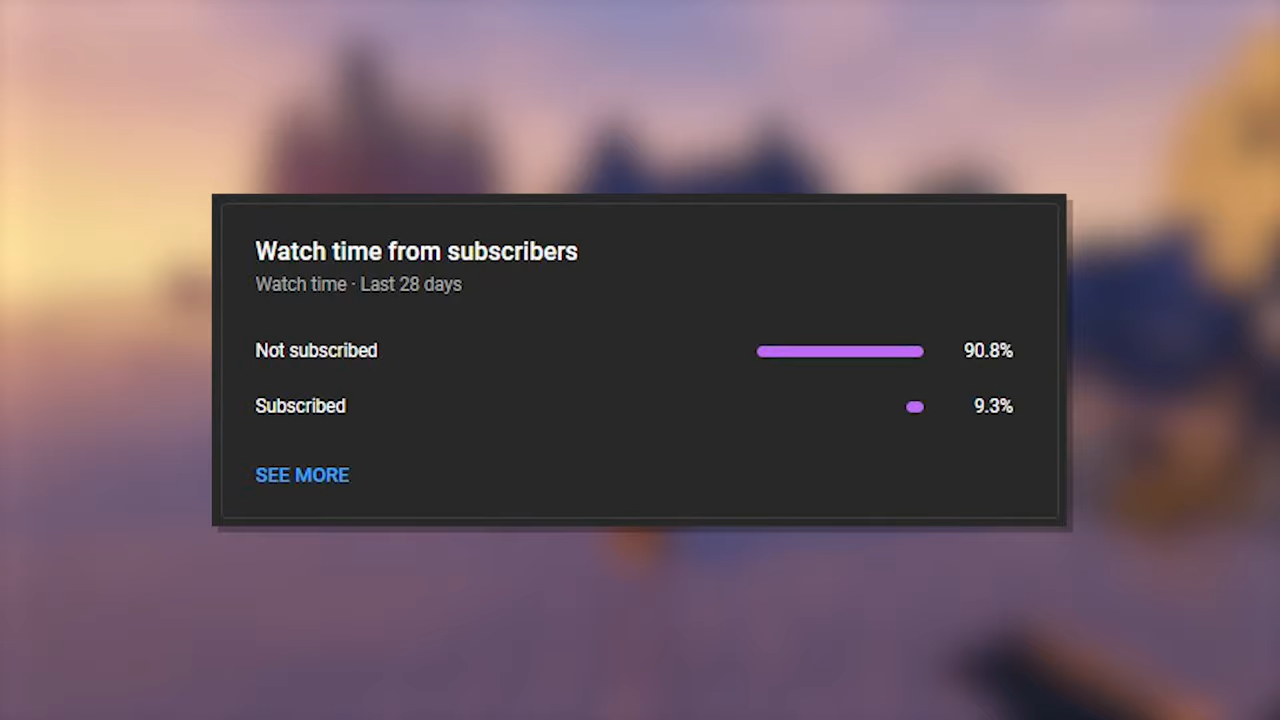 Watch time from subscribers
Watch time · Last 28 days
Not subscribed 90.8%
Subscribed 9.3%
SEE MORE